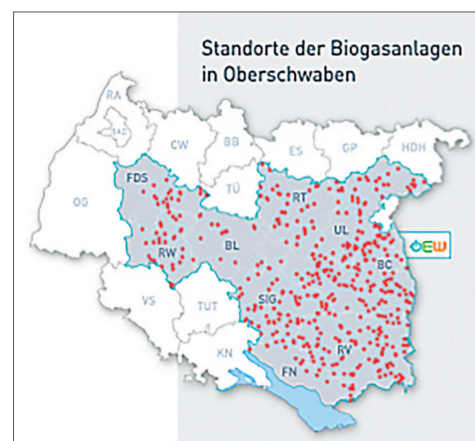 Standorte der Biogasanlagen
in Oberschwaben
RA
BAD
CW
BB
ES
GP
HDH
FDS
TÜ
RT
OG
UL
RW
BL
OEW
BC
VS
TUT
SIG
KN
RV
FN